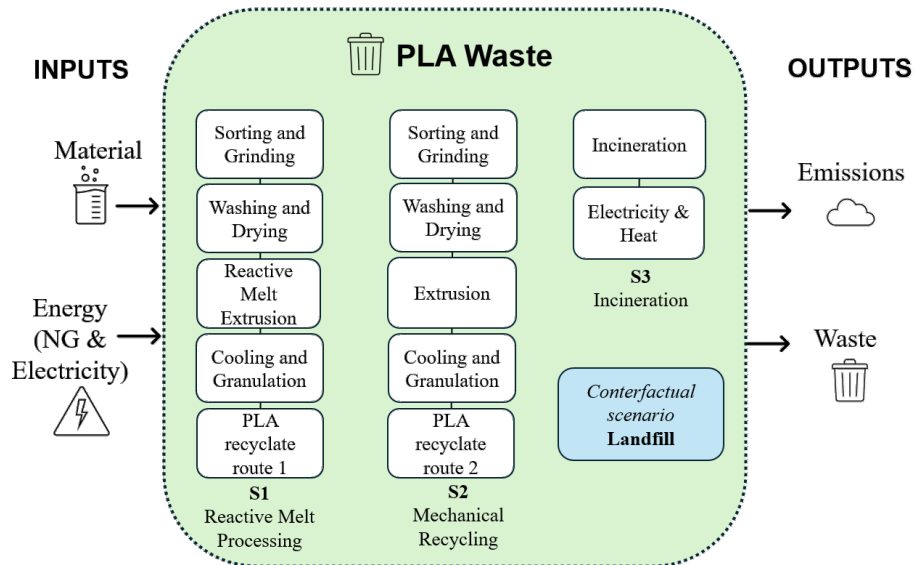 INPUTS
PLA Waste
OUTPUTS
Material
Energy
(NG &
Electricity)
Sorting and
Grinding
Washing and
Drying
Reactive
Melt
Extrusion
Cooling and
Granulation
PLA
recyclate
route 1
S1
Reactive Melt
Processing
Sorting and
Grinding
Washing and
Drying
Extrusion
Cooling and
Granulation
PLA
recyclate
route 2
S2
Mechanical
Recycling
Incineration
Electricity &
Heat
S3
Incineration
Conterfactual
scenario
Landfill
Emissions
Waste